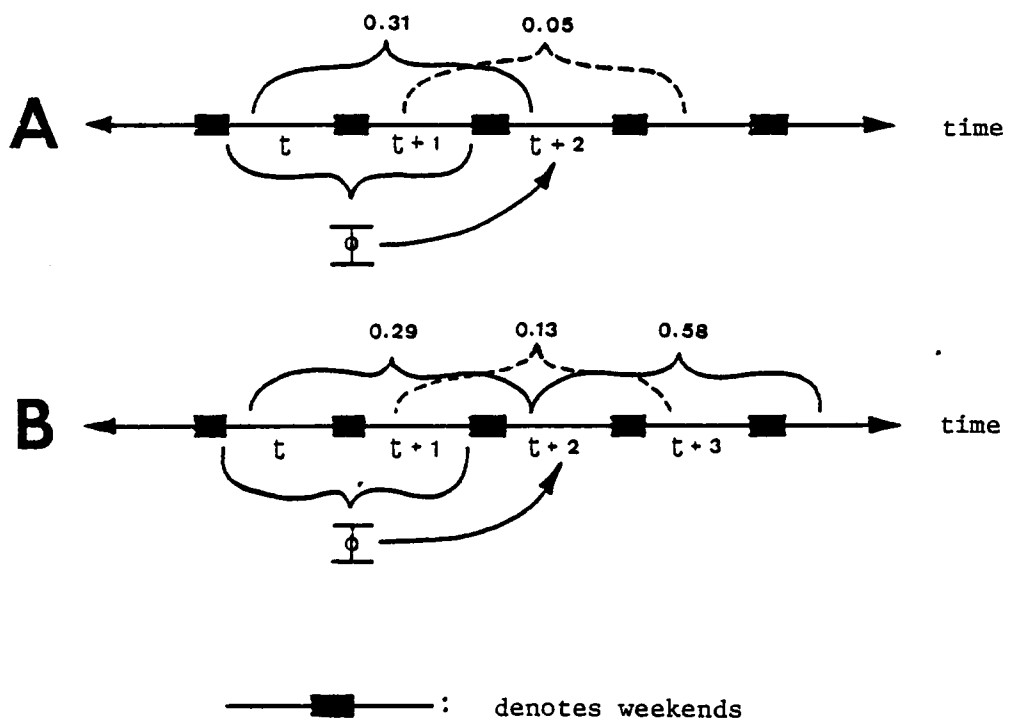 0.31 0.05
A
time
t t+1 t+2
Φ
0.29 0.13 0.58
B
time
t t+1 t+2 t+3
Φ
: denotes weekends